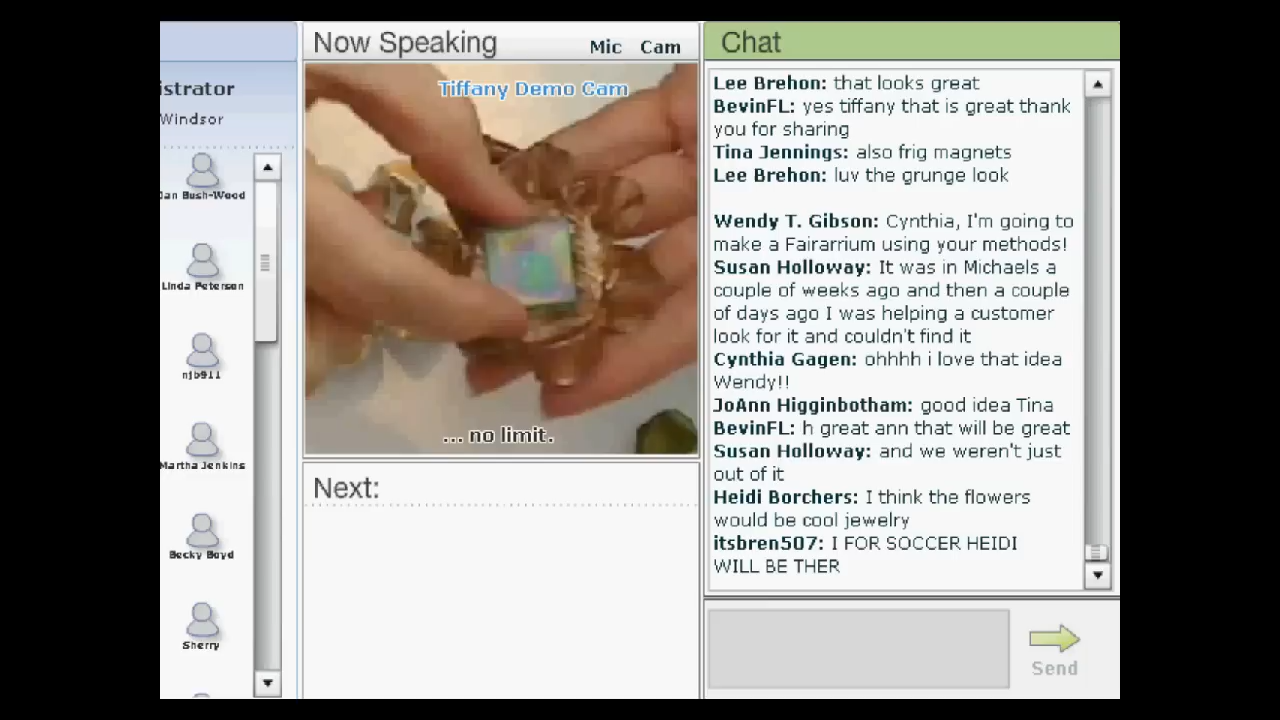 istrator
Windsor
Jan Bush-Wood
Linda Peterson
njb911
Martha Jenkins
Becky Boyd
Sherry
Now Speaking
Mic Cam
Tiffany Demo Cam
... no limit.
Next:
Chat
Lee Brehon: that looks great
BevinFL: yes tiffany that is great thank
you for sharing
Tina Jennings: also frig magnets
Lee Brehon: luv the grunge look
Wendy T. Gibson: Cynthia, I'm going to
make a Fairarrium using your methods!
Susan Holloway: It was in Michaels a
couple of weeks ago and then a couple
of days ago I was helping a customer
look for it and couldn't find it
Cynthia Gagen: ohhhh i love that idea
Wendy!!
JoAnn Higginbotham: good idea Tina
BevinFL: h great ann that will be great
Susan Holloway: and we weren't just
out of it
Heidi Borchers: I think the flowers
would be cool jewelry
itsbren507: I FOR SOCCER HEIDI
WILL BE THER
Send